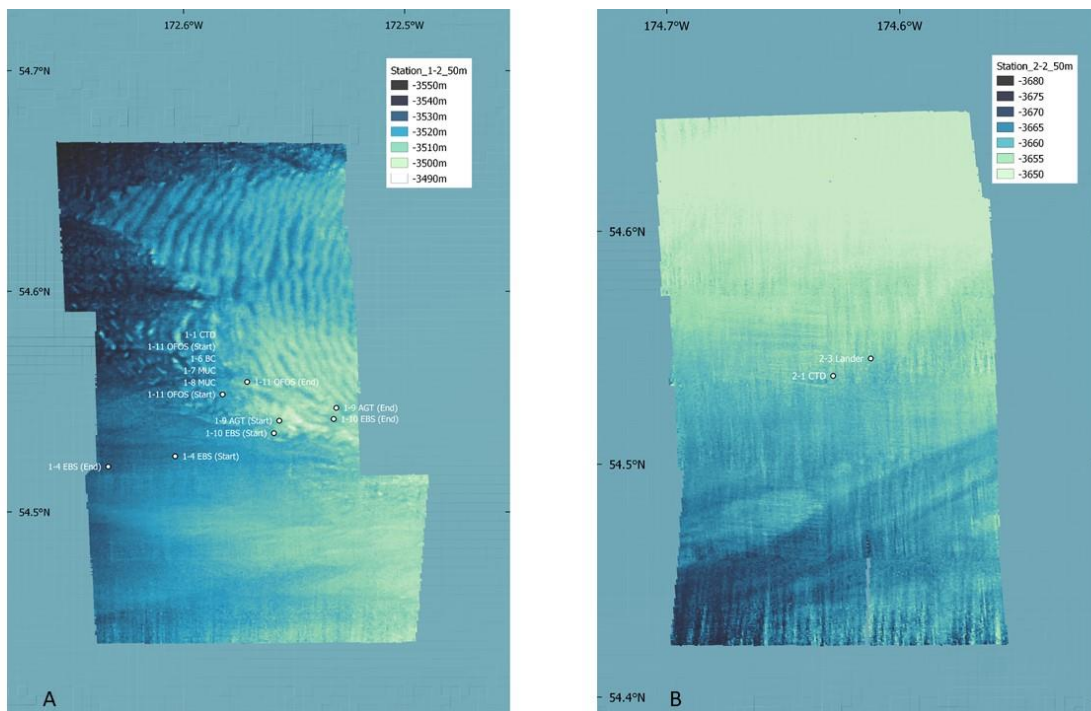 172.6°W
172.5°W
54.7°N
54.6°N
54.5°N
Station_1-2_50m
-3550m
-3540m
-3530m
-3520m
-3510m
-3500m
-3490m
1-1 CTD
1-11 OFOS (Start)
1-6 BC
1-7 MUC
1-8 MUC
1-11 OFOS (Start)
1-11 OFOS (End)
1-9 AGT (End)
1-9 AGT (Start)
1-10 EBS (End)
1-10 EBS (Start)
1-4 EBS (Start)
1-4 EBS (End)
A
174.7°W
174.6°W
54.6°N
54.5°N
54.4°N
Station_2-2_50m
-3680
-3675
-3670
-3665
-3660
-3655
-3650
2-3 Lander
2-1 CTD
B